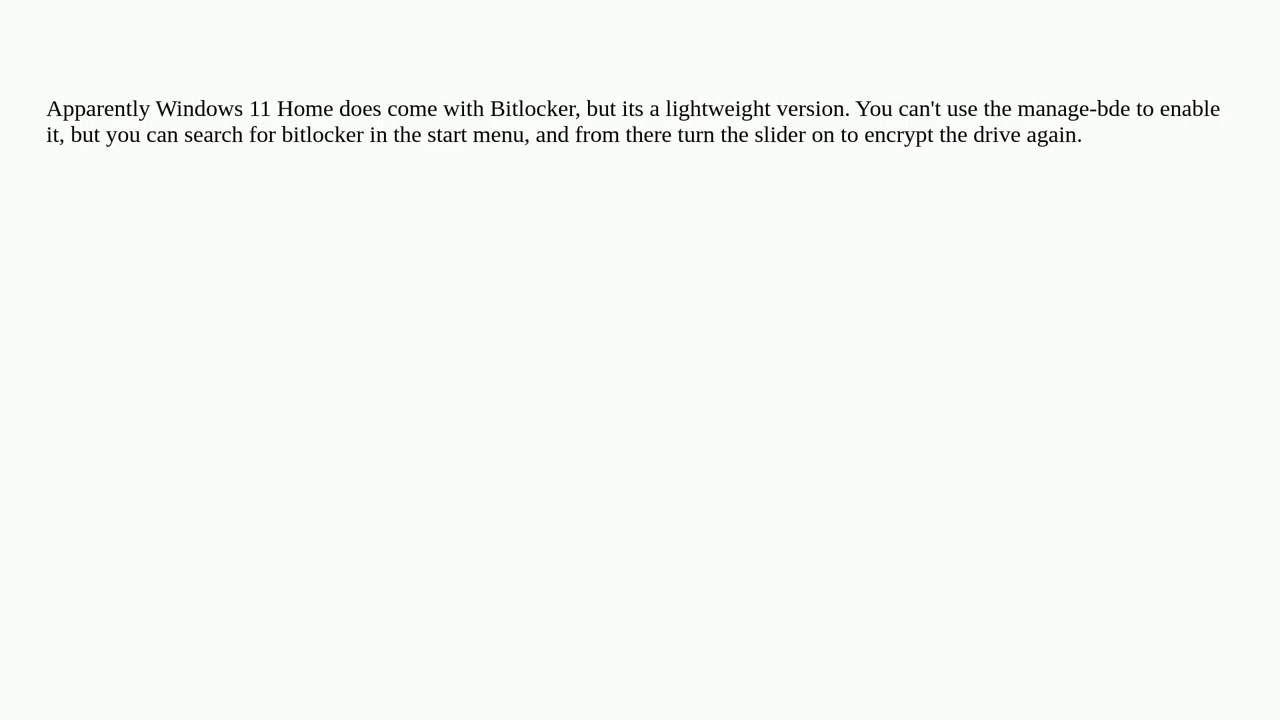 Apparently Windows 11 Home does come with Bitlocker, but its a lightweight version. You can't use the manage-bde to enable
it, but you can search for bitlocker in the start menu, and from there turn the slider on to encrypt the drive again.